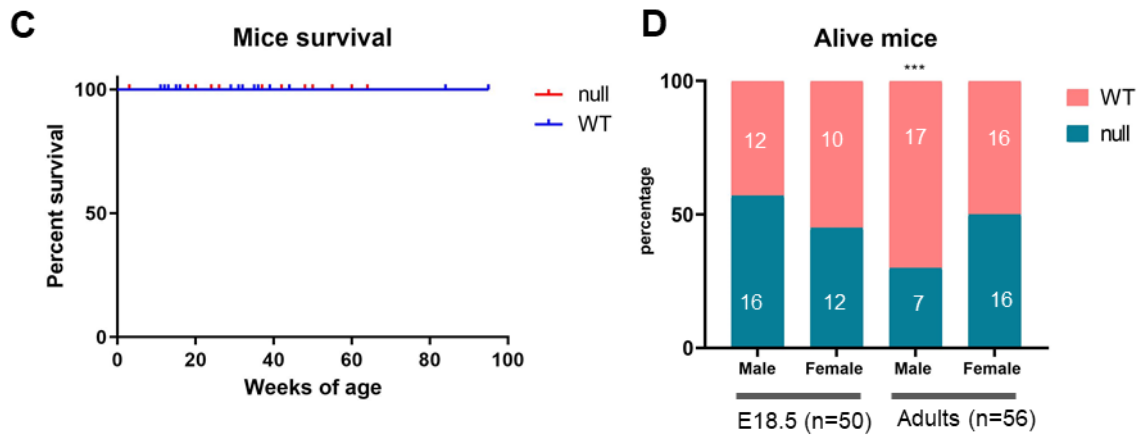 C
Mice survival
100
50
0
Percent survival
0 20 40 60 80 100
Weeks of age
null
WT
D
Alive mice
***
100
50
0
percentage
12 10 17 16
16 12 7 16
Male Female Male Female
E18.5 (n=50) Adults (n=56)
WT
null